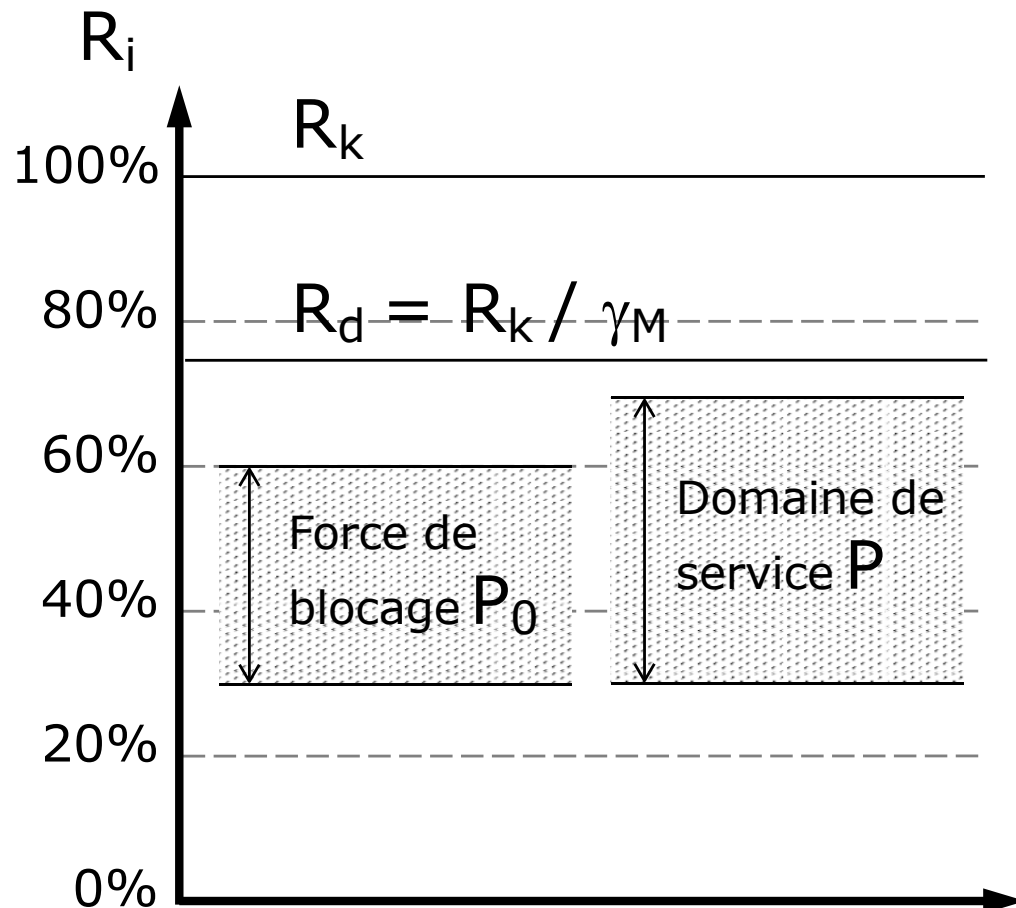 Ri
Rk
100%
Rd = Rk / γM
80%
60%
Domaine de
service P
Force de
blocage P0
40%
20%
0%